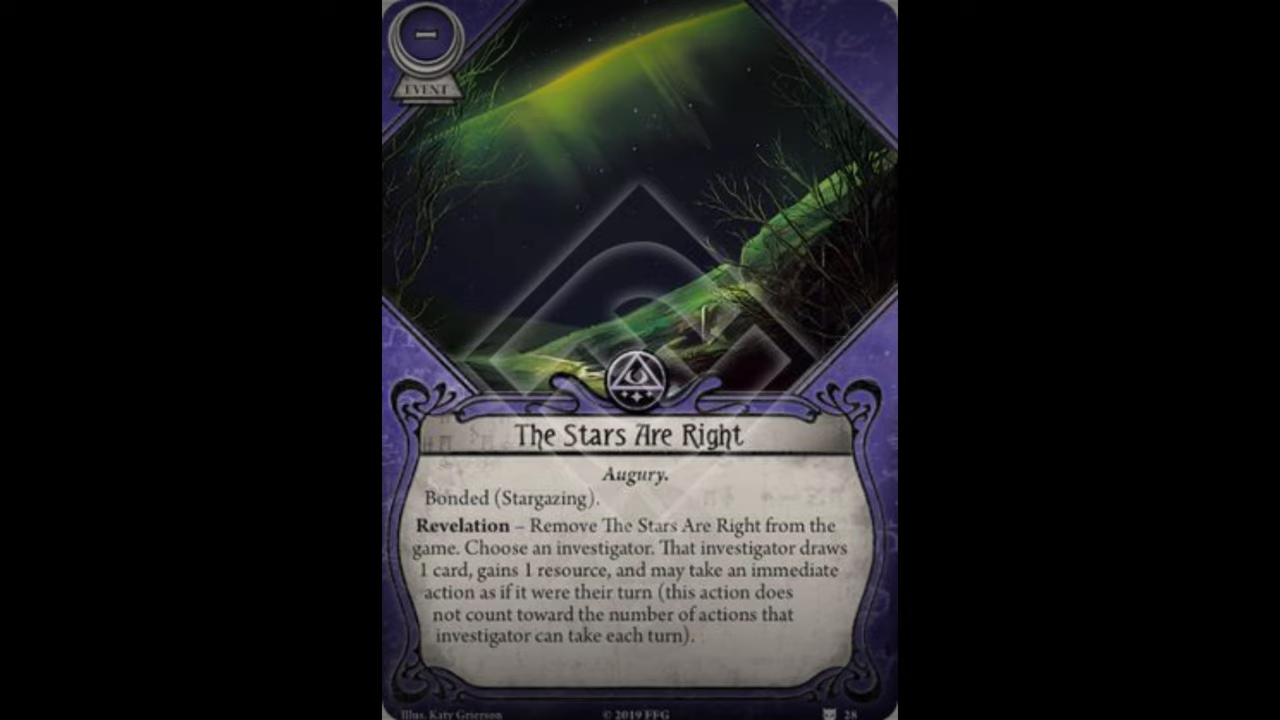 –
EVENT
The Stars Are Right
Augury.
Bonded (Stargazing).
Revelation – Remove The Stars Are Right from the
game. Choose an investigator. That investigator draws
1 card, gains 1 resource, and may take an immediate
action as if it were their turn (this action does
not count toward the number of actions that
investigator can take each turn).
Illus. Katy Grierson
© 2019 FFG
28